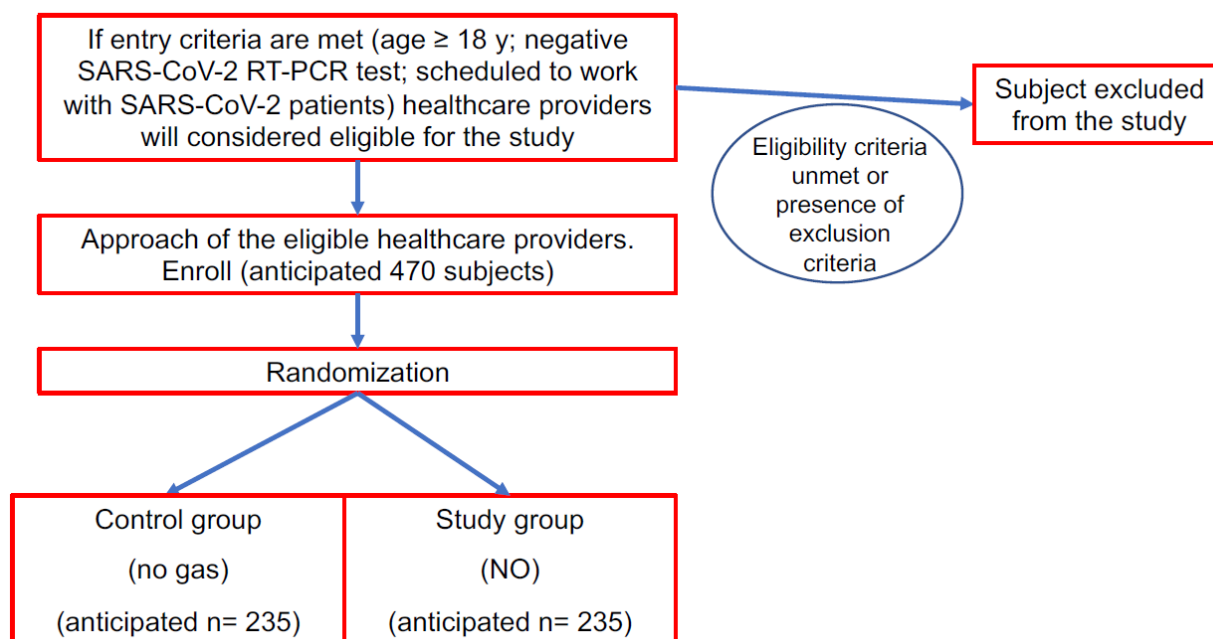 If entry criteria are met (age ≥ 18 y; negative
SARS-CoV-2 RT-PCR test; scheduled to work
with SARS-CoV-2 patients) healthcare providers
will considered eligible for the study
Subject excluded
from the study
Eligibility criteria
unmet or
presence of
exclusion
criteria
Approach of the eligible healthcare providers.
Enroll (anticipated 470 subjects)
Randomization
Control group
(no gas)
(anticipated n= 235)
Study group
(NO)
(anticipated n= 235)